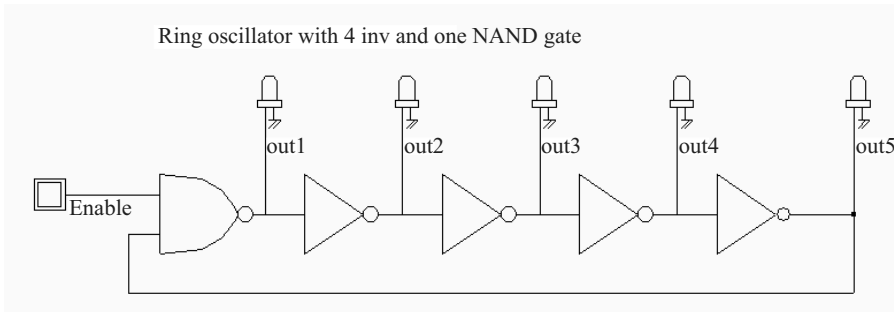 Ring oscillator with 4 inv and one NAND gate
out1
out2
out3
out4
out5
Enable